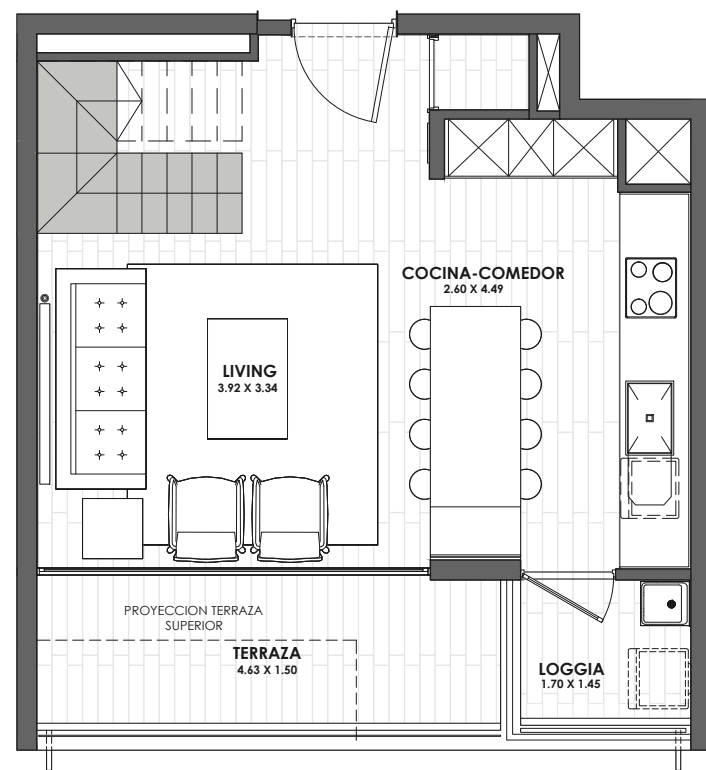 COCINA-COMEDOR
2.60 X 4.49
LIVING
3.92 X 3.34
PROYECCION TERRAZA
SUPERIOR
TERRAZA
4.63 X 1.50
LOGGIA
1.70 X 1.45